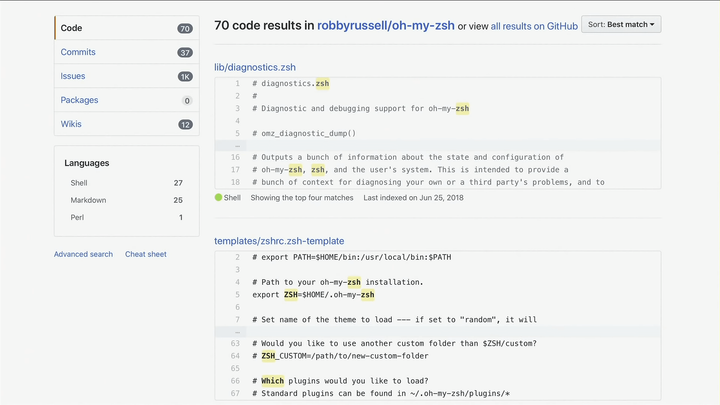 Code 70
Commits 37
Issues 1K
Packages 0
Wikis 12
Languages
Shell 27
Markdown 25
Perl 1
Advanced search Cheat sheet
70 code results in robbyrussell/oh-my-zsh or view all results on GitHub Sort: Best match
lib/diagnostics.zsh
1 # diagnostics.zsh
2 #
3 # Diagnostic and debugging support for oh-my-zsh
4
5 # omz_diagnostic_dump()
…
16 # Outputs a bunch of information about the state and configuration of
17 # oh-my-zsh, zsh, and the user's system. This is intended to provide a
18 # bunch of context for diagnosing your own or a third party's problems, and to
Shell Showing the top four matches Last indexed on Jun 25, 2018
templates/zshrc.zsh-template
2 # export PATH=$HOME/bin:/usr/local/bin:$PATH
3
4 # Path to your oh-my-zsh installation.
5 export ZSH=$HOME/.oh-my-zsh
6
7 # Set name of the theme to load --- if set to "random", it will
…
63 # Would you like to use another custom folder than $ZSH/custom?
64 # ZSH_CUSTOM=/path/to/new-custom-folder
65
66 # Which plugins would you like to load?
67 # Standard plugins can be found in ~/.oh-my-zsh/plugins/*